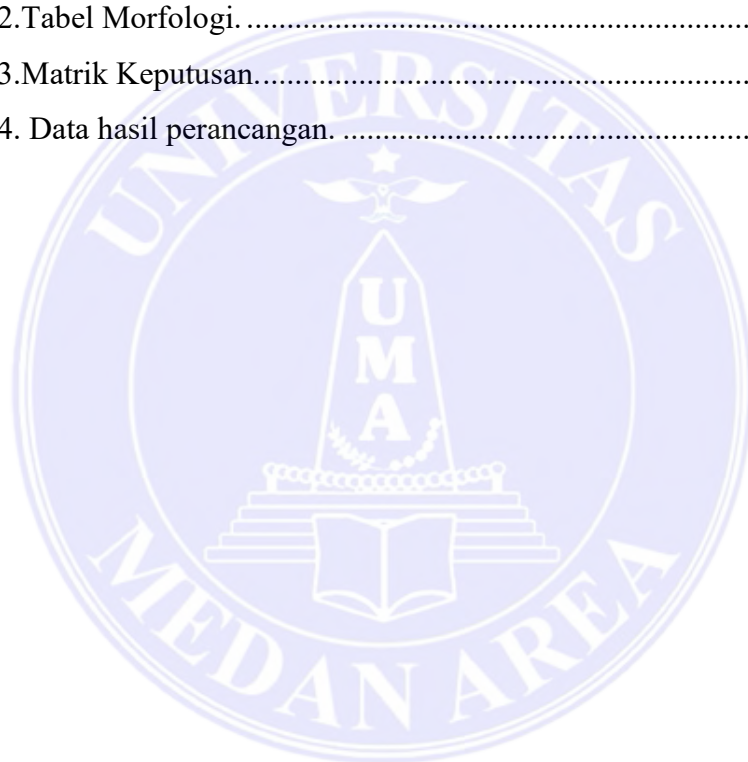 2.Tabel Morfologi. ................................................................
3.Matrik Keputusan...............................................................
4. Data hasil perancangan. ....................................................
UNIVERSITAS
U
M
A
MEDAN AREA